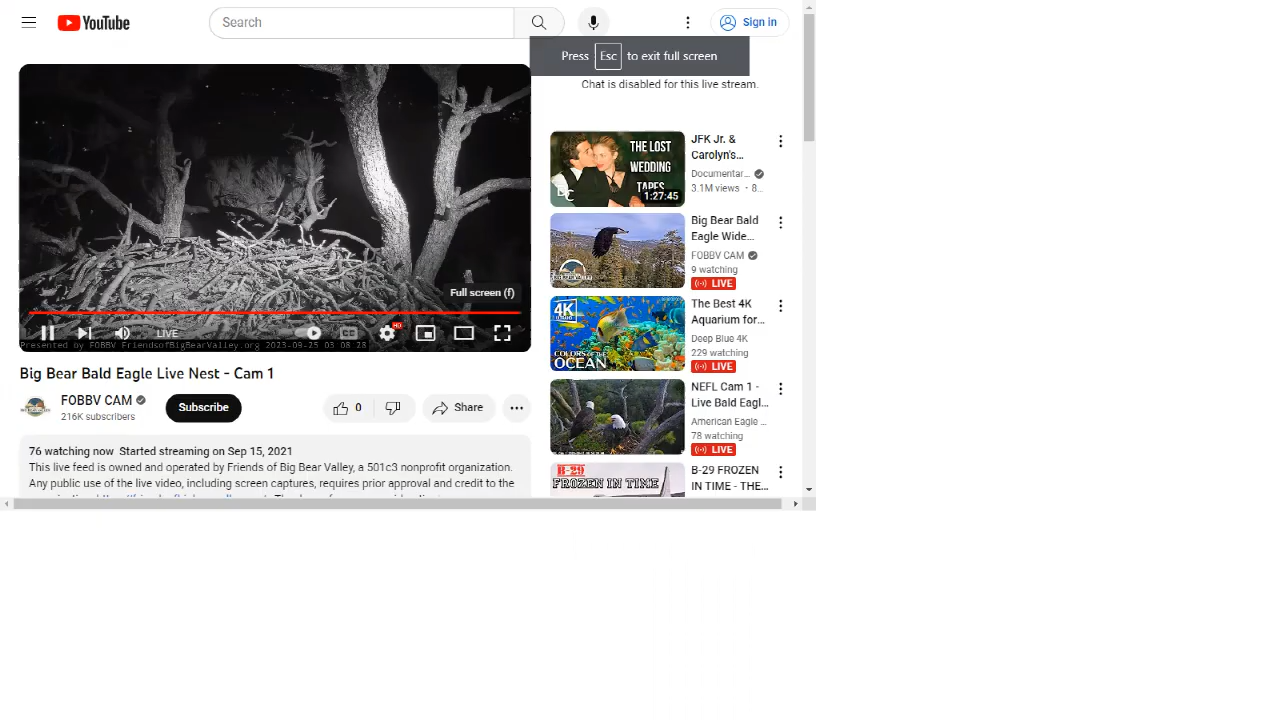 YouTube
Search
Sign in
Press Esc to exit full screen
Chat is disabled for this live stream.
Full screen (f)
LIVE
CC
HD
Presented by FOBBV FriendsofBigBearValley.org 2023-09-25 03 08 28
Big Bear Bald Eagle Live Nest - Cam 1
FOBBV CAM
216K subscribers
Subscribe
0
Share
76 watching now Started streaming on Sep 15, 2021
This live feed is owned and operated by Friends of Big Bear Valley, a 501c3 nonprofit organization.
Any public use of the live video, including screen captures, requires prior approval and credit to the
THE LOST
WEDDING
TAPES
DC
1:27:45
JFK Jr. &
Carolyn's...
Documentar...
3.1M views · 8...
Big Bear Bald
Eagle Wide...
FOBBV CAM
9 watching
LIVE
4K
COLORS OF THE
OCEAN
The Best 4K
Aquarium for...
Deep Blue 4K
229 watching
LIVE
NEFL Cam 1 -
Live Bald Eagl...
American Eagle ...
78 watching
LIVE
B-29
FROZEN IN TIME
B-29 FROZEN
IN TIME - THE...